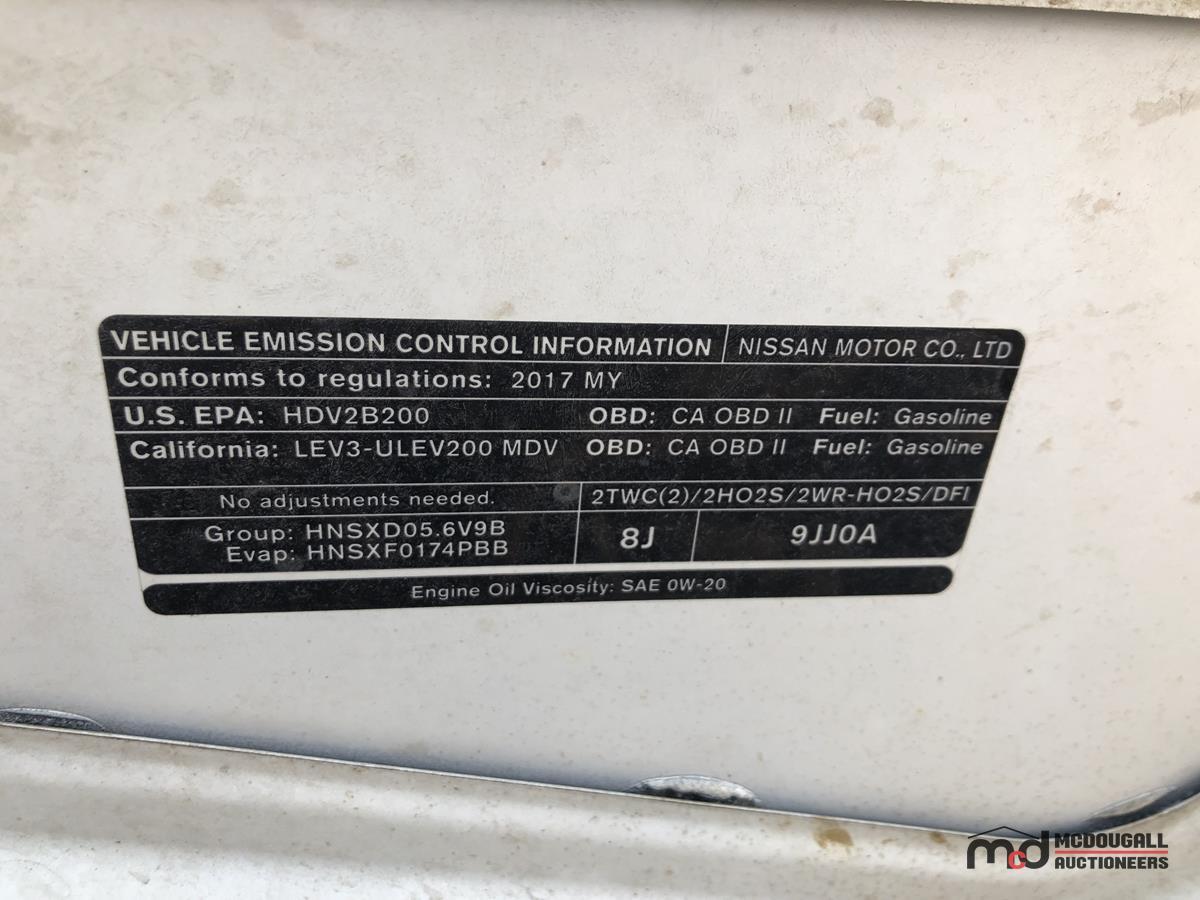 VEHICLE EMISSION CONTROL INFORMATION NISSAN MOTOR CO., LTD
Conforms to regulations: 2017 MY
U.S. EPA: HDV2B200 OBD: CA OBD II Fuel: Gasoline
California: LEV3-ULEV200 MDV OBD: CA OBD II Fuel: Gasoline
No adjustments needed. 2TWC(2)/2HO2S/2WR-HO2S/DFI
Group: HNSXD05.6V9B
Evap: HNSXF0174PBB
8J 9JJ0A
Engine Oil Viscosity: SAE 0W-20
mcd MCDOUGALL
AUCTIONEERS